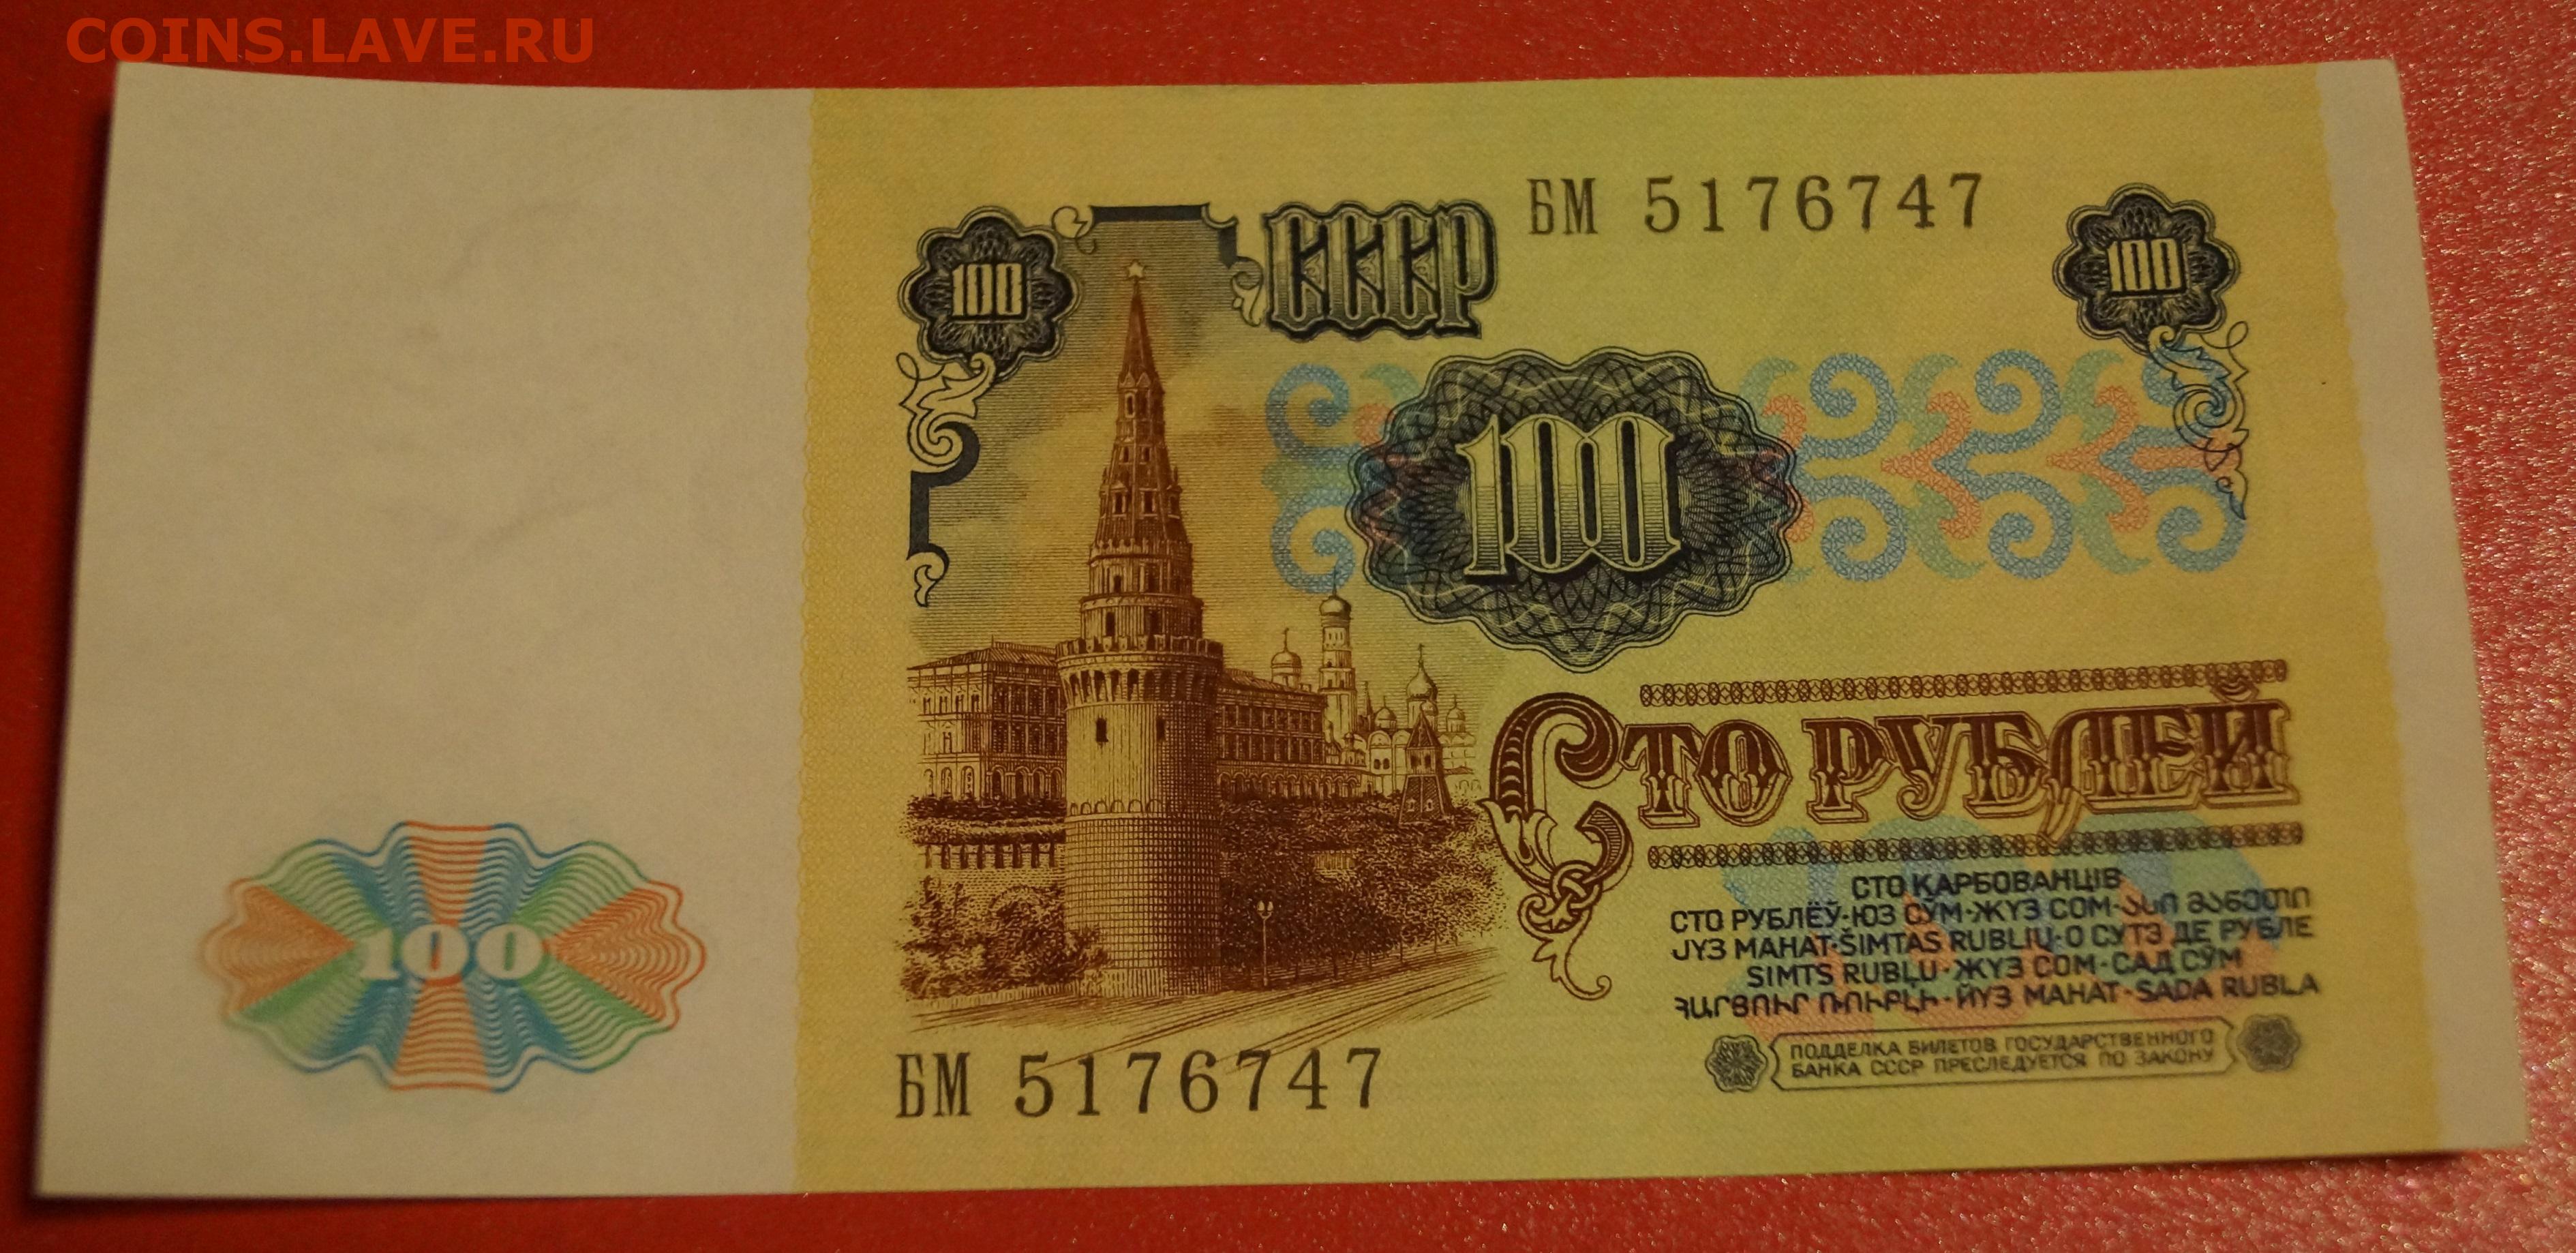 COINS.LAVE.RU
БМ 5176747
СССР
100
100
100
СТО РУБЛЕЙ
СТО КАРБОВАНЦІВ
СТО РУБЛЁЎ·ЮЗ СЎМ·ЖҮЗ СОМ·ᲐᲡᲘ ᲛᲐᲜᲔᲗᲘ
ЈҮЗ МАНАТ·ŠIMTAS RUBLIŲ·О СУТЭ ДЕ РУБЛЕ
SIMTS RUBĻU·ЖҮЗ СОМ·САД СӮМ
ՀԱՐՅՈՒՐ ՌՈՒԲԼԻ·ЙҮЗ МАНАТ·SADA RUBLA
100
БМ 5176747
ПОДДЕЛКА БИЛЕТОВ ГОСУДАРСТВЕННОГО
БАНКА СССР ПРЕСЛЕДУЕТСЯ ПО ЗАКОНУ